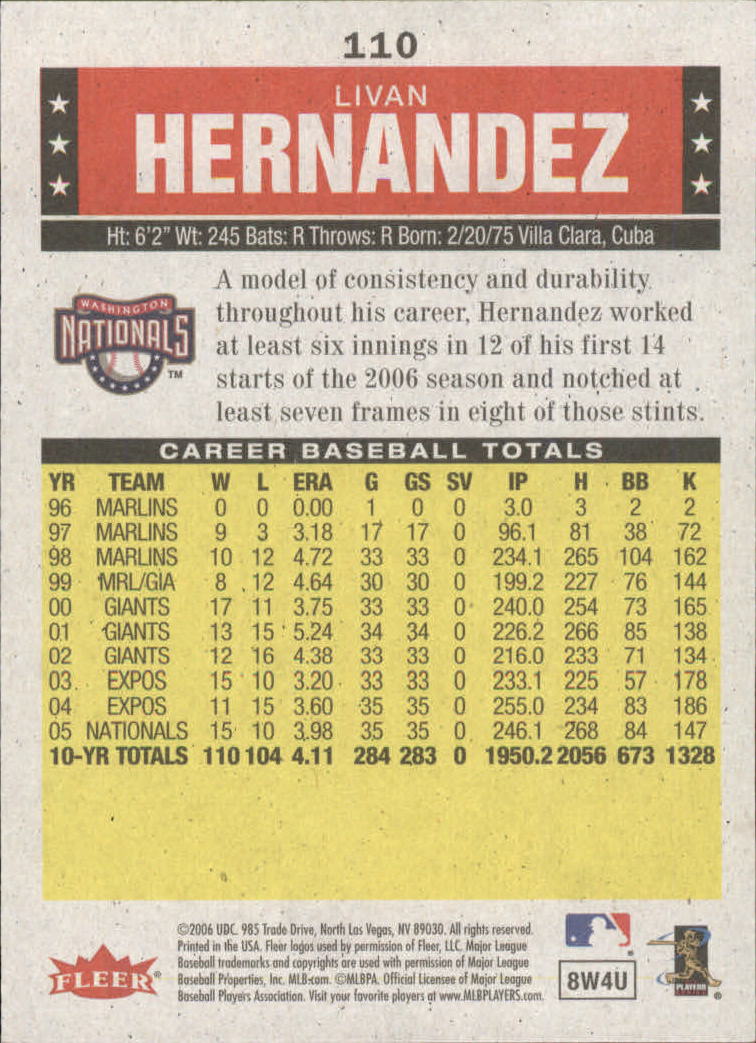 110
LIVAN
HERNANDEZ
Ht: 6'2" Wt: 245 Bats: R Throws: R Born: 2/20/75 Villa Clara, Cuba
WASHINGTON
NATIONALS
TM
A model of consistency and durability
throughout his career, Hernandez worked
at least six innings in 12 of his first 14
starts of the 2006 season and notched at
least seven frames in eight of those stints.
CAREER BASEBALL TOTALS
YR TEAM W L ERA G GS SV IP H BB K
96 MARLINS 0 0 0.00 1 0 0 3.0 3 2 2
97 MARLINS 9 3 3.18 17 17 0 96.1 81 38 72
98 MARLINS 10 12 4.72 33 33 0 234.1 265 104 162
99 MRL/GIA 8 12 4.64 30 30 0 199.2 227 76 144
00 GIANTS 17 11 3.75 33 33 0 240.0 254 73 165
01 GIANTS 13 15 5.24 34 34 0 226.2 266 85 138
02 GIANTS 12 16 4.38 33 33 0 216.0 233 71 134
03 EXPOS 15 10 3.20 33 33 0 233.1 225 57 178
04 EXPOS 11 15 3.60 35 35 0 255.0 234 83 186
05 NATIONALS 15 10 3.98 35 35 0 246.1 268 84 147
10-YR TOTALS 110 104 4.11 284 283 0 1950.2 2056 673 1328
FLEER®
©2006 UDC. 985 Trade Drive, North Las Vegas, NV 89030. All rights reserved.
Printed in the USA. Fleer logos used by permission of Fleer, LLC. Major League
Baseball trademarks and copyrights are used with permission of Major League
Baseball Properties, Inc. MLB.com. ©MLBPA. Official Licensee of Major League
Baseball Players Association. Visit your favorite players at www.MLBPLAYERS.com.
8W4U
PLAYERS